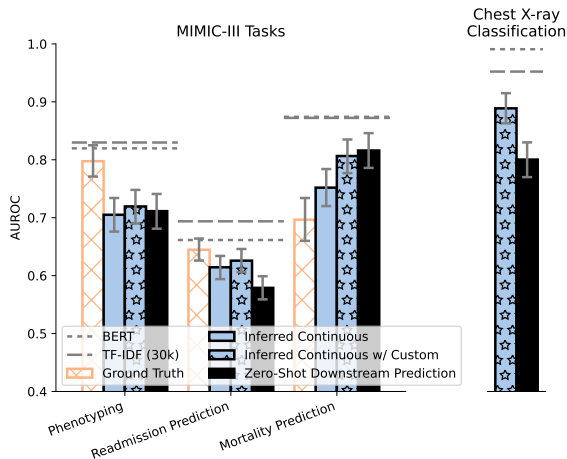 MIMIC-III Tasks
Chest X-ray
Classification
AUROC
1.0
0.9
0.8
0.7
0.6
0.5
0.4
BERT
TF-IDF (30k)
Ground Truth
Inferred Continuous
Inferred Continuous w/ Custom
Zero-Shot Downstream Prediction
Phenotyping
Readmission Prediction
Mortality Prediction